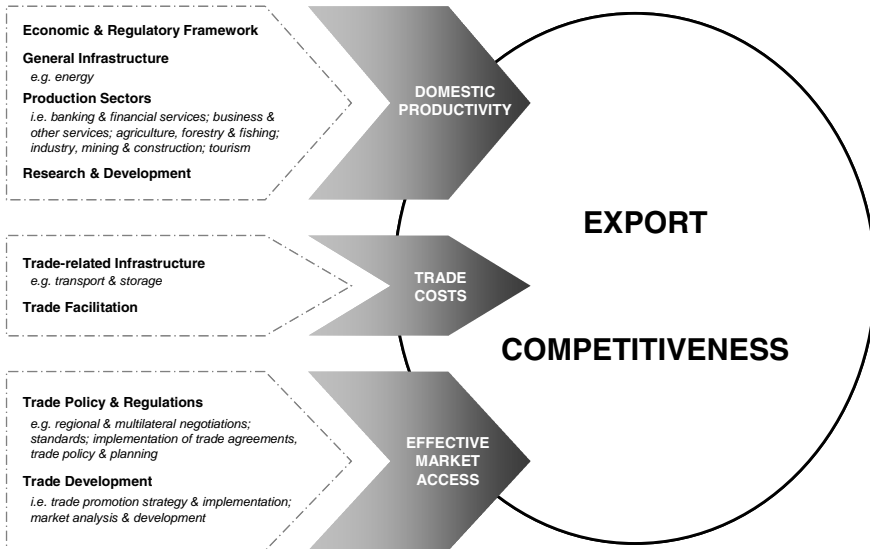 Economic & Regulatory Framework
General Infrastructure
e.g. energy
Production Sectors
i.e. banking & financial services; business &
other services; agriculture, forestry & fishing;
industry, mining & construction; tourism
Research & Development
DOMESTIC
PRODUCTIVITY
Trade-related Infrastructure
e.g. transport & storage
Trade Facilitation
TRADE
COSTS
Trade Policy & Regulations
e.g. regional & multilateral negotiations;
standards; implementation of trade agreements,
trade policy & planning
Trade Development
i.e. trade promotion strategy & implementation;
market analysis & development
EFFECTIVE
MARKET
ACCESS
EXPORT
COMPETITIVENESS